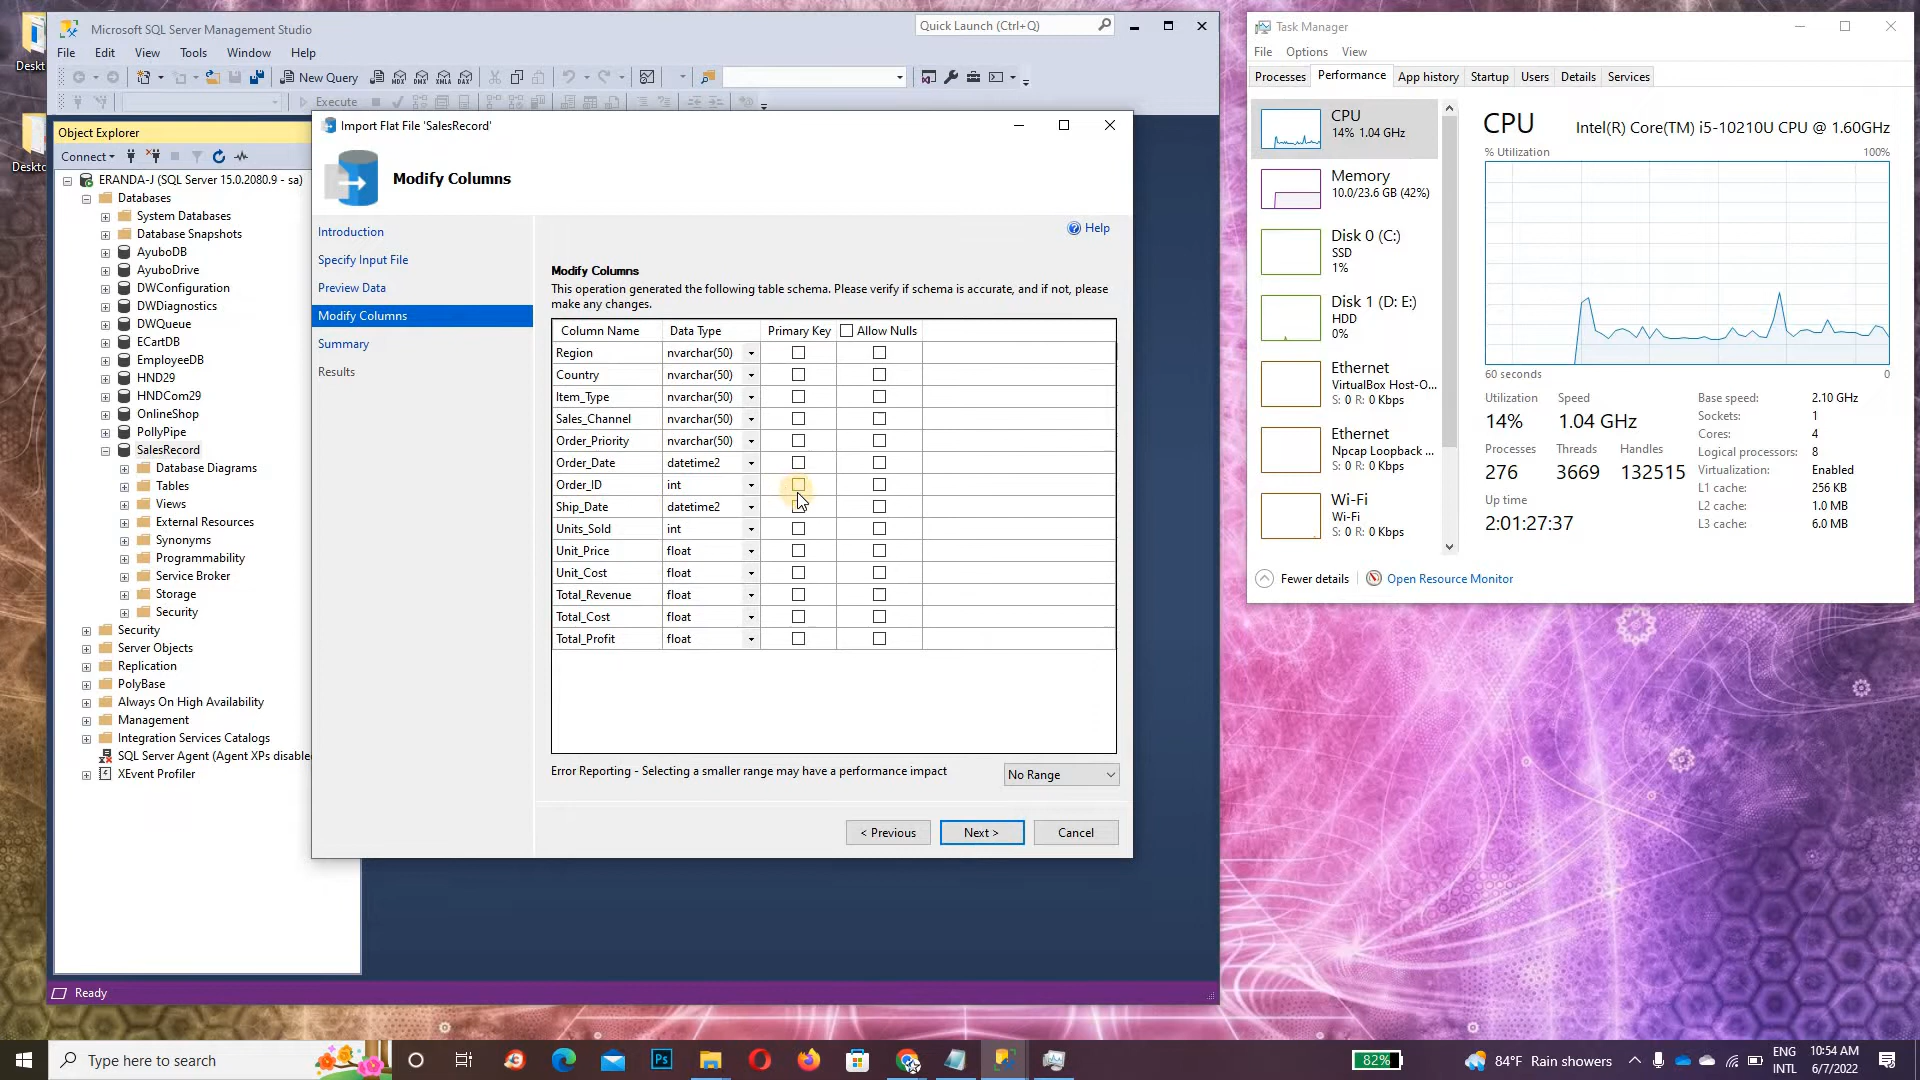 Deskt
Desktc
Microsoft SQL Server Management Studio
Quick Launch (Ctrl+Q)
File Edit View Tools Window Help
New Query
MDX DMX XMLA DAX
Execute
Object Explorer
Connect
ERANDA-J (SQL Server 15.0.2080.9 - sa)
Databases
System Databases
Database Snapshots
AyuboDB
AyuboDrive
DWConfiguration
DWDiagnostics
DWQueue
ECartDB
EmployeeDB
HND29
HNDCom29
OnlineShop
PollyPipe
SalesRecord
Database Diagrams
Tables
Views
External Resources
Synonyms
Programmability
Service Broker
Storage
Security
Security
Server Objects
Replication
PolyBase
Always On High Availability
Management
Integration Services Catalogs
SQL Server Agent (Agent XPs disable
XEvent Profiler
Ready
Import Flat File 'SalesRecord'
Modify Columns
Introduction
Specify Input File
Preview Data
Modify Columns
Summary
Results
Help
Modify Columns
This operation generated the following table schema. Please verify if schema is accurate, and if not, please
make any changes.
Column Name Data Type Primary Key Allow Nulls
Region nvarchar(50)
Country nvarchar(50)
Item_Type nvarchar(50)
Sales_Channel nvarchar(50)
Order_Priority nvarchar(50)
Order_Date datetime2
Order_ID int
Ship_Date datetime2
Units_Sold int
Unit_Price float
Unit_Cost float
Total_Revenue float
Total_Cost float
Total_Profit float
Error Reporting - Selecting a smaller range may have a performance impact No Range
< Previous Next > Cancel
Task Manager
File Options View
Processes Performance App history Startup Users Details Services
CPU
14% 1.04 GHz
Memory
10.0/23.6 GB (42%)
Disk 0 (C:)
SSD
1%
Disk 1 (D: E:)
HDD
0%
Ethernet
VirtualBox Host-O...
S: 0 R: 0 Kbps
Ethernet
Npcap Loopback ...
S: 0 R: 0 Kbps
Wi-Fi
Wi-Fi
S: 0 R: 0 Kbps
CPU Intel(R) Core(TM) i5-10210U CPU @ 1.60GHz
% Utilization 100%
60 seconds 0
Utilization Speed
14% 1.04 GHz
Processes Threads Handles
276 3669 132515
Up time
2:01:27:37
Base speed: 2.10 GHz
Sockets: 1
Cores: 4
Logical processors: 8
Virtualization: Enabled
L1 cache: 256 KB
L2 cache: 1.0 MB
L3 cache: 6.0 MB
Fewer details Open Resource Monitor
Type here to search
Ps
82%
84°F Rain showers
ENG
INTL
10:54 AM
6/7/2022